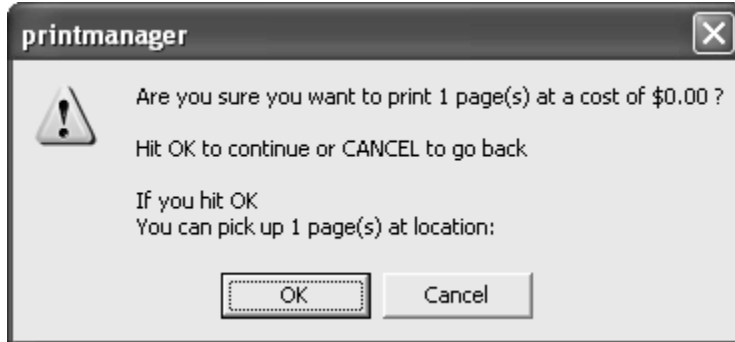 printmanager
Are you sure you want to print 1 page(s) at a cost of $0.00 ?
Hit OK to continue or CANCEL to go back
If you hit OK
You can pick up 1 page(s) at location:
OK
Cancel